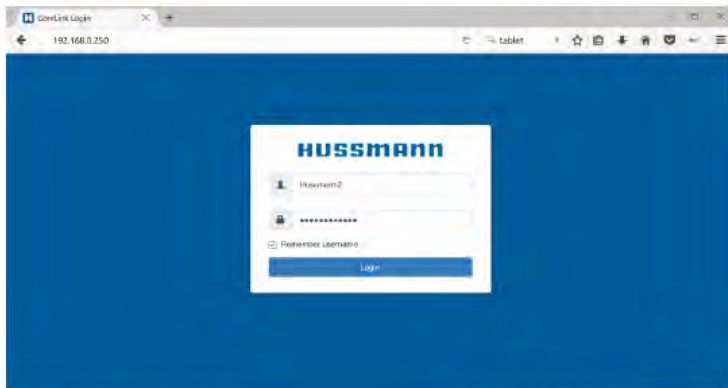 CoreLink Login
192.168.0.250
tablet
HUSSMANN
Hussmann2
Remember username
Login